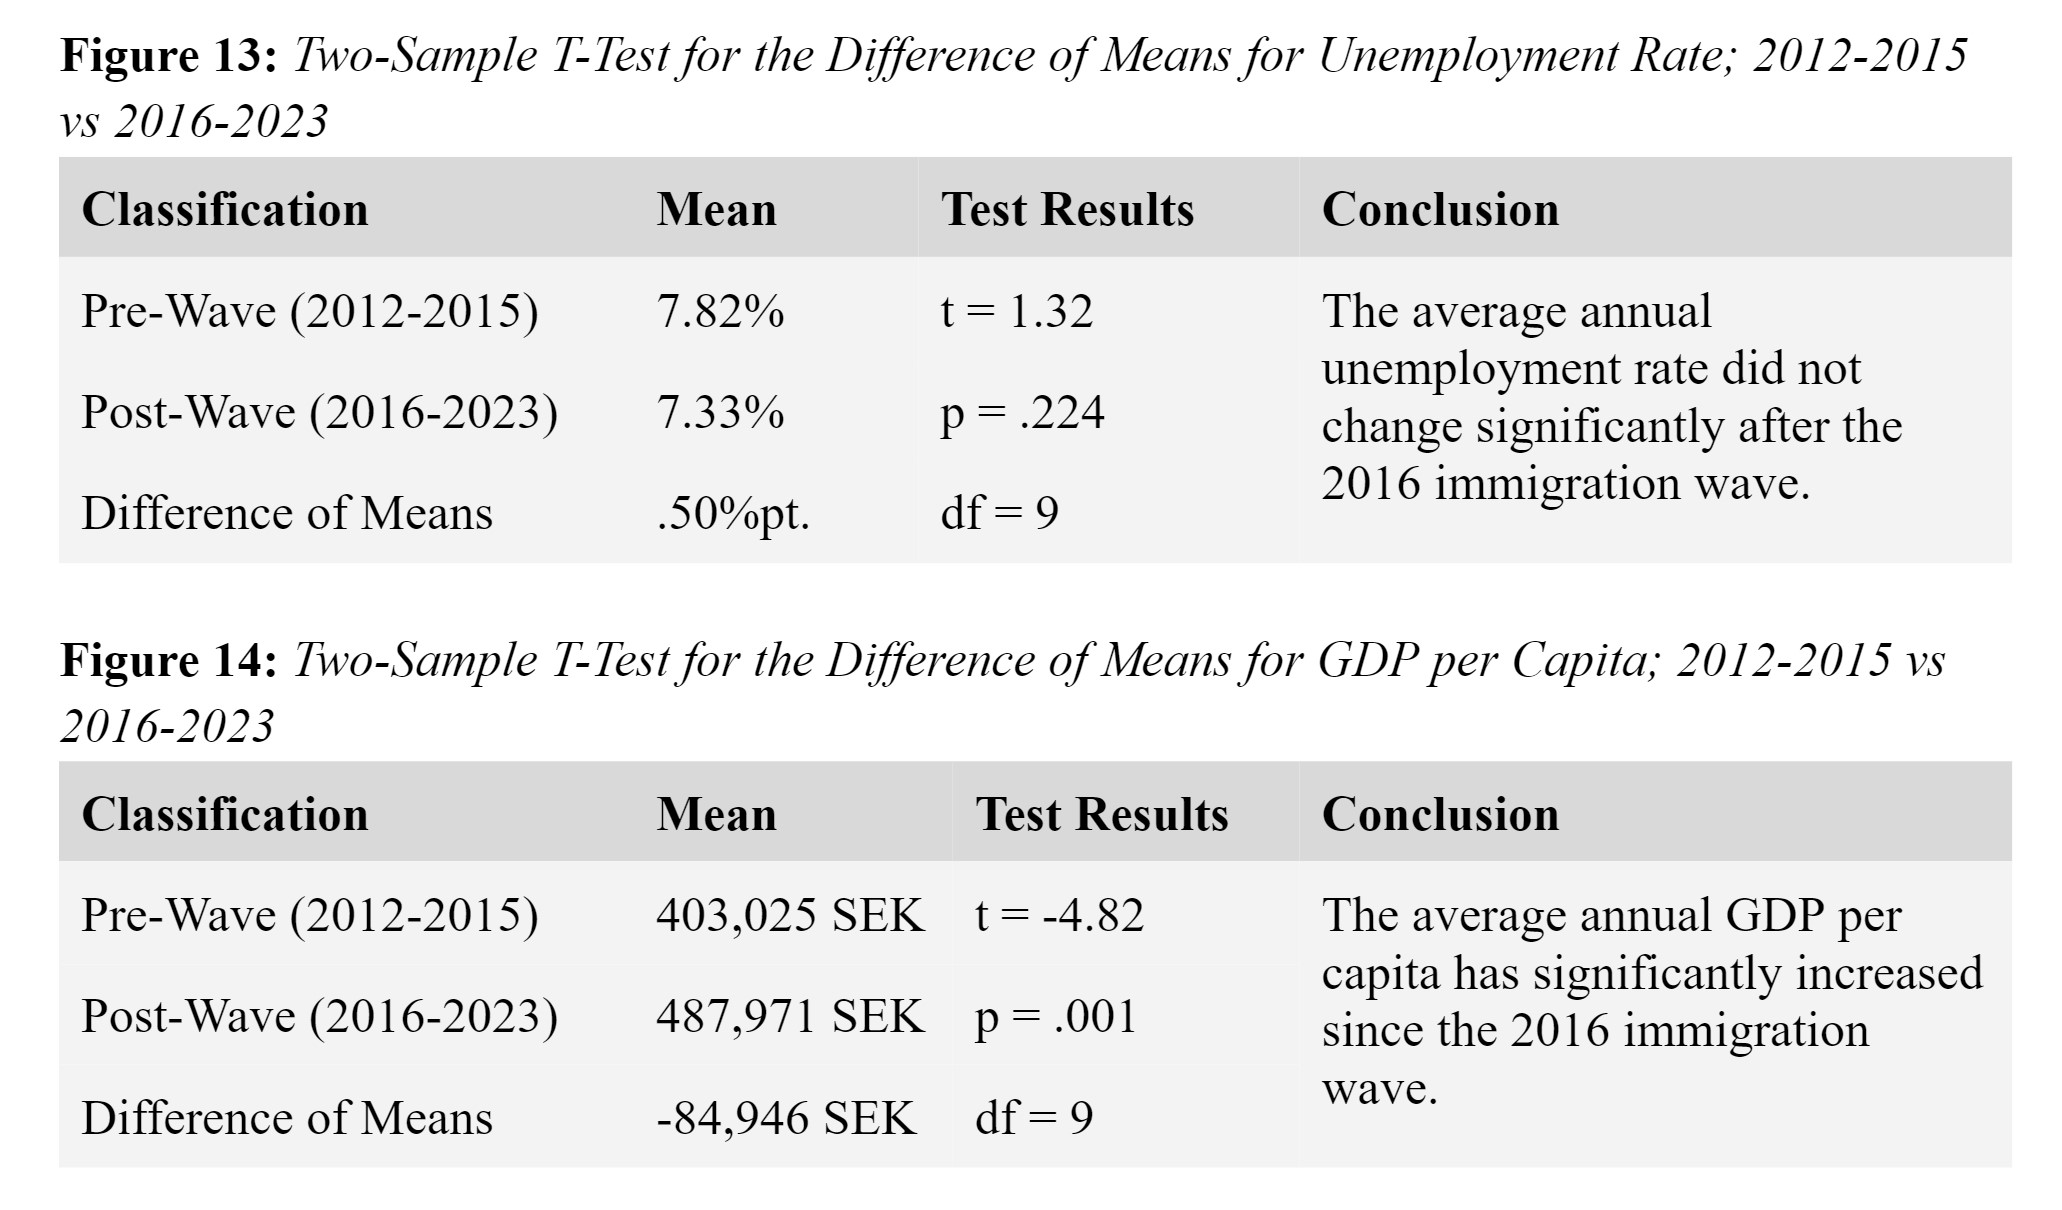 Figure 13: Two-Sample T-Test for the Difference of Means for Unemployment Rate; 2012-2015
vs 2016-2023
Classification Mean Test Results Conclusion
Pre-Wave (2012-2015) 7.82% t = 1.32 The average annual
unemployment rate did not
Post-Wave (2016-2023) 7.33% p = .224 change significantly after the
2016 immigration wave.
Difference of Means .50%pt. df = 9
Figure 14: Two-Sample T-Test for the Difference of Means for GDP per Capita; 2012-2015 vs
2016-2023
Classification Mean Test Results Conclusion
Pre-Wave (2012-2015) 403,025 SEK t = -4.82 The average annual GDP per
capita has significantly increased
Post-Wave (2016-2023) 487,971 SEK p = .001 since the 2016 immigration
wave.
Difference of Means -84,946 SEK df = 9